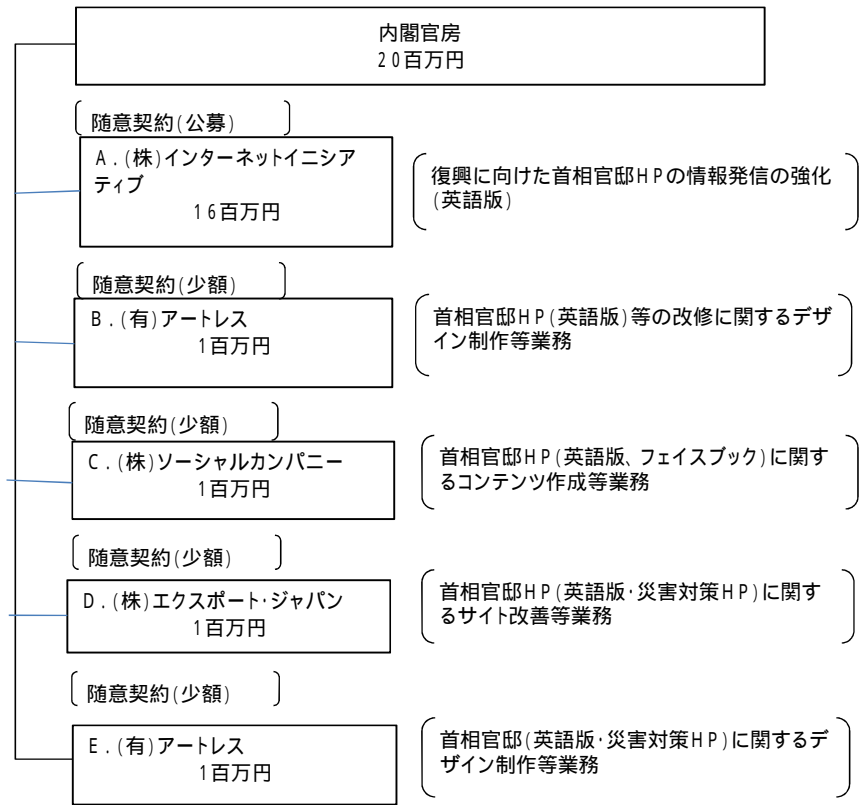 内閣官房
20百万円
随意契約(公募)
A.(株)インターネットイニシア
ティブ
16百万円
復興に向けた首相官邸HPの情報発信の強化
(英語版)
随意契約(少額)
B.(有)アートレス
1百万円
首相官邸HP(英語版)等の改修に関するデザ
イン制作等業務
随意契約(少額)
C.(株)ソーシャルカンパニー
1百万円
首相官邸HP(英語版、フェイスブック)に関す
るコンテンツ作成等業務
随意契約(少額)
D.(株)エクスポート・ジャパン
1百万円
首相官邸HP(英語版・災害対策HP)に関す
るサイト改善等業務
随意契約(少額)
E.(有)アートレス
1百万円
首相官邸(英語版・災害対策HP)に関するデ
ザイン制作等業務